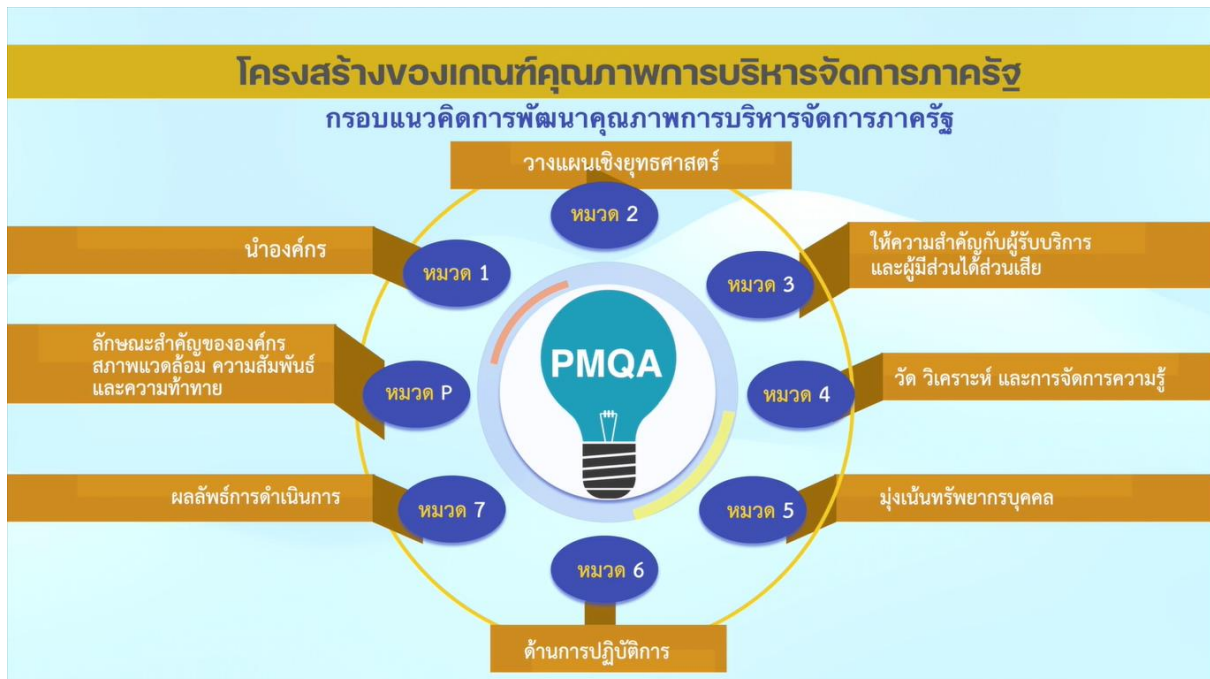 โครงสร้างของเกณฑ์คุณภาพการบริหารจัดการภาครัฐ
กรอบแนวคิดการพัฒนาคุณภาพการบริหารจัดการภาครัฐ
วางแผนเชิงยุทธศาสตร์
หมวด 2
นำองค์กร
หมวด 1
ให้ความสำคัญกับผู้รับบริการ
และผู้มีส่วนได้ส่วนเสีย
หมวด 3
ลักษณะสำคัญขององค์กร
สภาพแวดล้อม ความสัมพันธ์
และความท้าทาย
หมวด P
PMQA
หมวด 4
วัด วิเคราะห์ และการจัดการความรู้
ผลลัพธ์การดำเนินการ
หมวด 7
หมวด 5
มุ่งเน้นทรัพยากรบุคคล
หมวด 6
ด้านการปฏิบัติการ